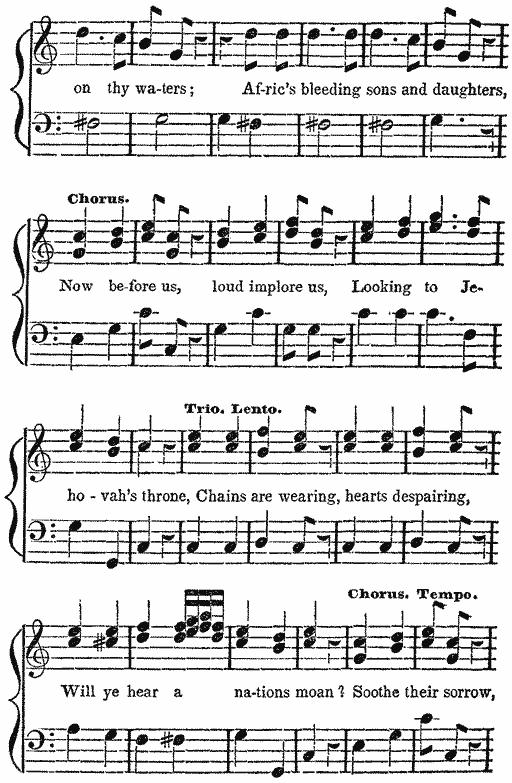 on thy wa-ters; Af-ric's bleeding sons and daughters,
Chorus.
Now be-fore us, loud implore us, Looking to Je-
Trio. Lento.
ho - vah's throne, Chains are wearing, hearts despairing,
Chorus. Tempo.
Will ye hear a na-tions moan? Soothe their sorrow,